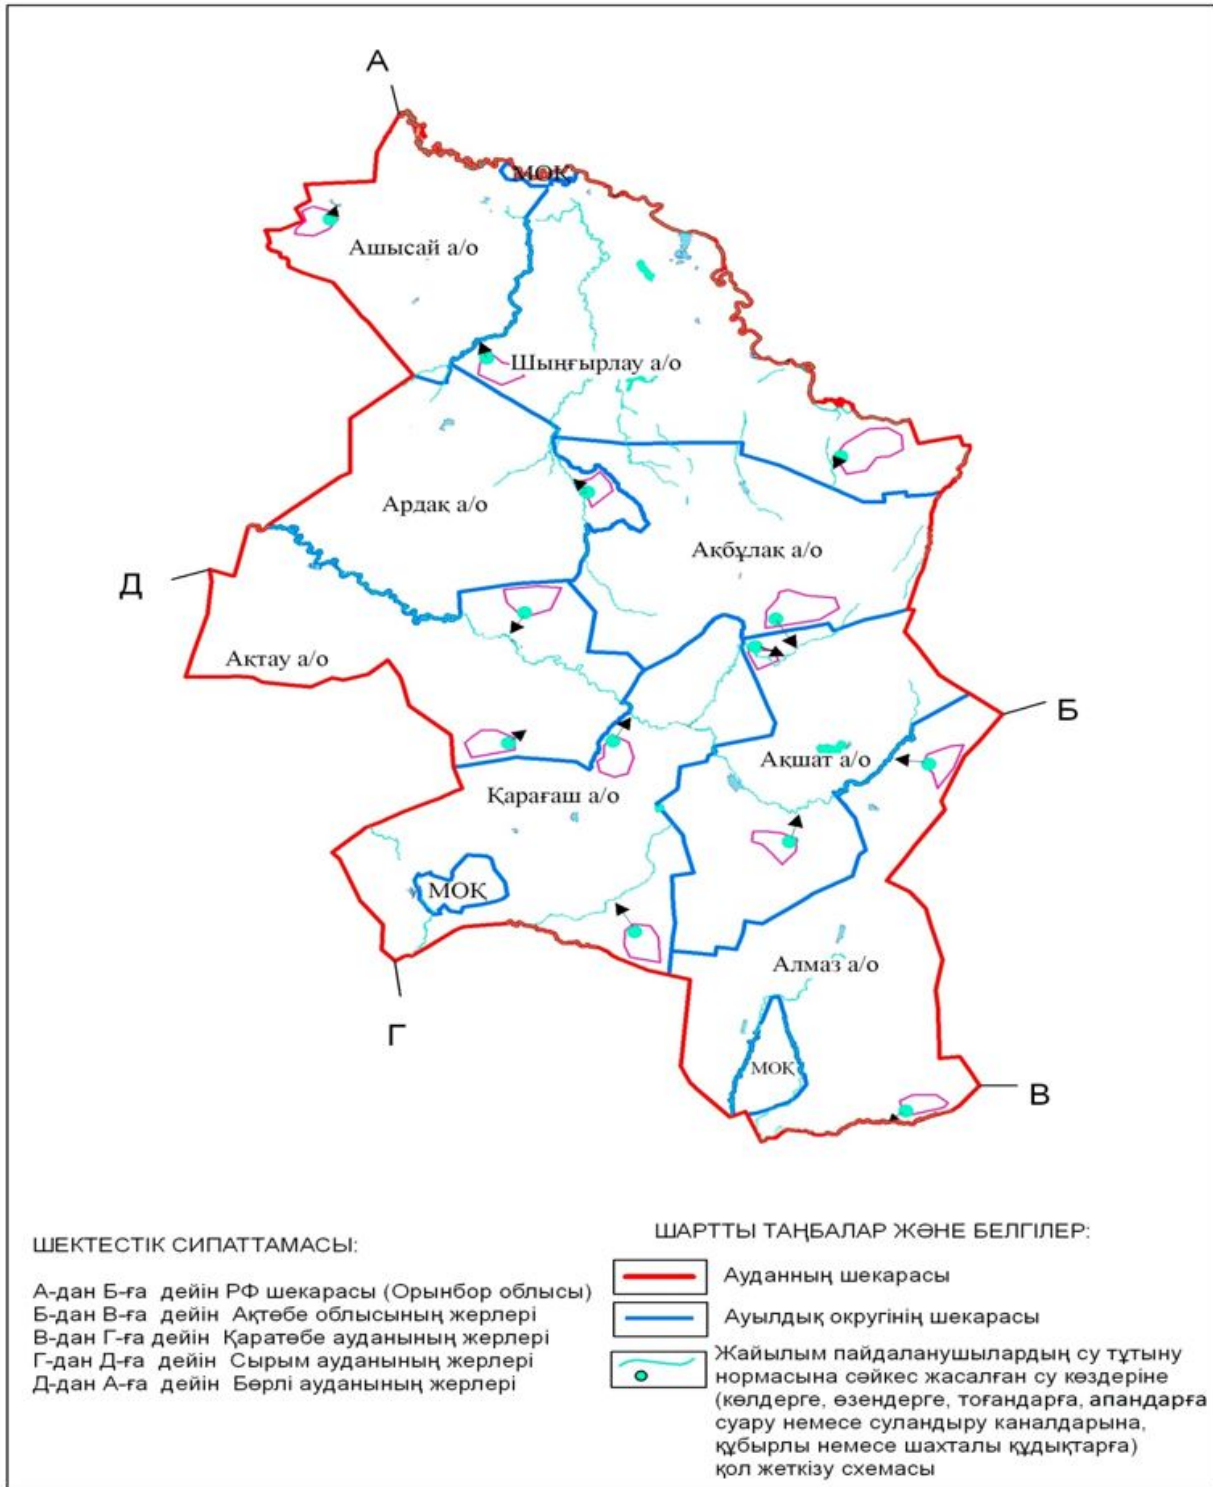 А
МОҚ
Ашысай а/о
Шыңғырлау а/о
Ардақ а/о
Ақбұлақ а/о
Д
Ақтау а/о
Б
Ақшат а/о
Қарағаш а/о
МОҚ
Алмаз а/о
Г
МОҚ
В
ШЕКТЕСТІК СИПАТТАМАСЫ:
А-дан Б-ға дейін РФ шекарасы (Орынбор облысы)
Б-дан В-ға дейін Ақтөбе облысының жерлері
В-дан Г-ға дейін Қаратөбе ауданының жерлері
Г-дан Д-ға дейін Сырым ауданының жерлері
Д-дан А-ға дейін Бөрлі ауданының жерлері
ШАРТТЫ ТАҢБАЛАР ЖӘНЕ БЕЛГІЛЕР:
Ауданның шекарасы
Ауылдық округінің шекарасы
Жайылым пайдаланушылардың су тұтыну
нормасына сәйкес жасалған су көздеріне
(көлдерге, өзендерге, тоғандарға, апандарға
суару немесе суландыру каналдарына,
құбырлы немесе шахталы құдықтарға)
қол жеткізу схемасы